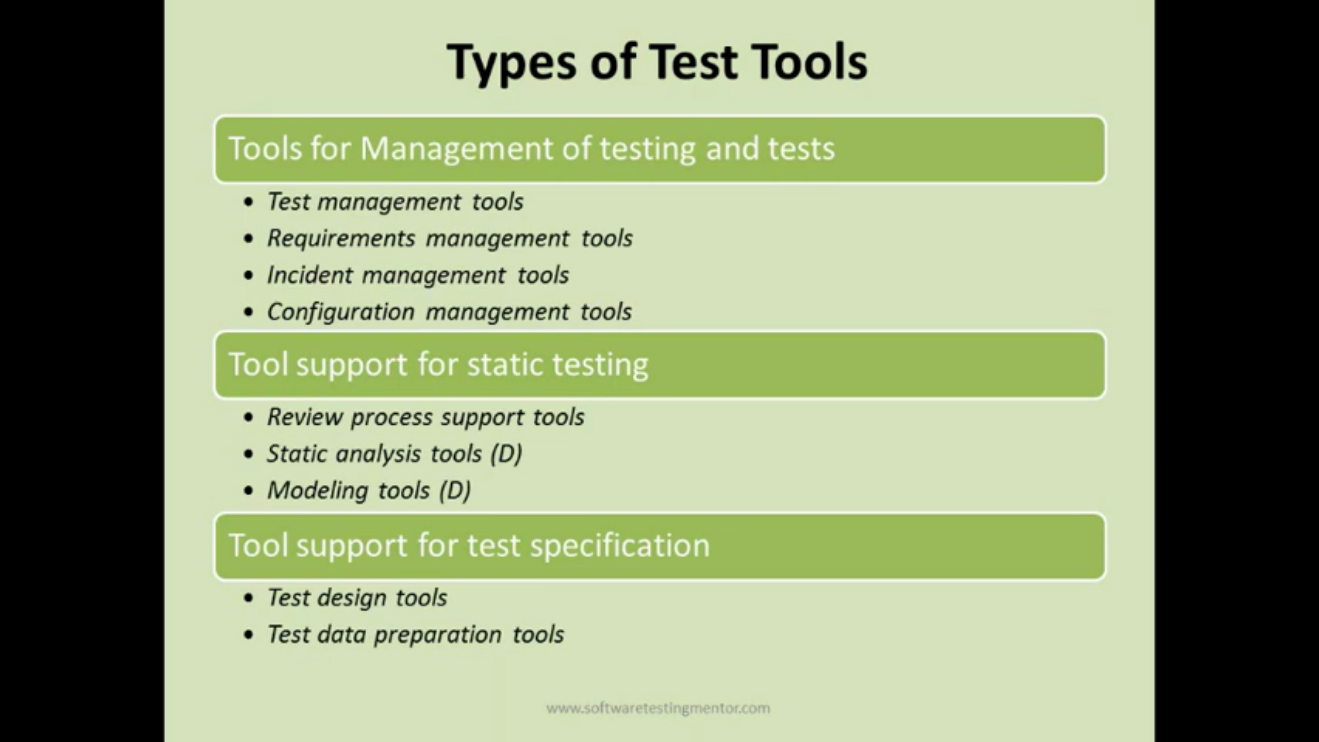 Types of Test Tools
Tools for Management of testing and tests
• Test management tools
• Requirements management tools
• Incident management tools
• Configuration management tools
Tool support for static testing
• Review process support tools
• Static analysis tools (D)
• Modeling tools (D)
Tool support for test specification
• Test design tools
• Test data preparation tools
www.softwaretestingmentor.com